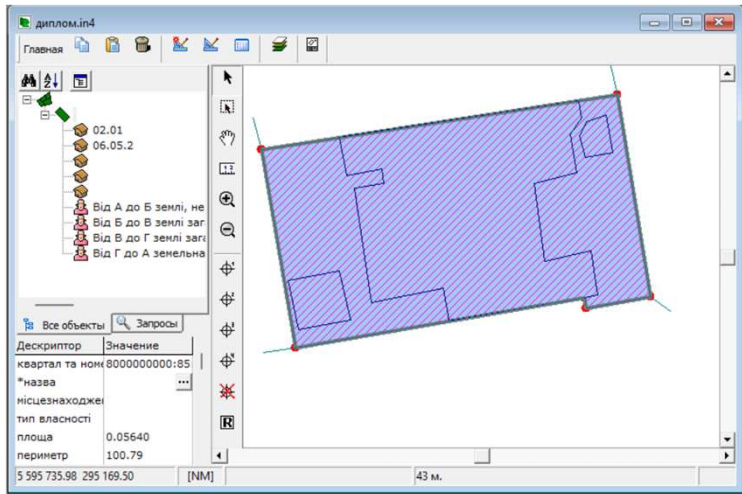 диплом.in4
Главная
02.01
06.05.2
Від А до Б землі, не
Від Б до В землі заг
Від В до Г землі зага
Від Г до А земельна
Все объекты Запросы
Дескриптор Значение
квартал та номе 8000000000:85
*назва ...
місцезнаходже
тип власності
площа 0.05640
периметр 100.79
5 595 735.98 295 169.50 [NM] 43 м.